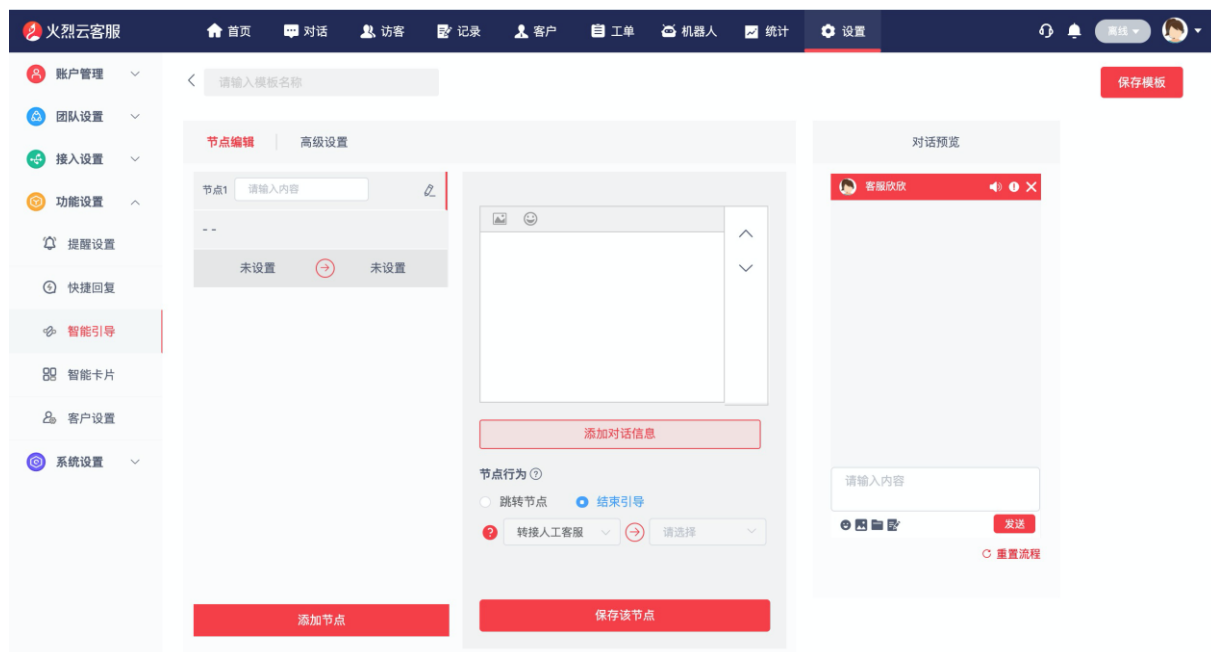 火烈云客服 首页 对话 访客 记录 客户 工单 机器人 统计 设置 离线
账户管理
团队设置
接入设置
功能设置
提醒设置
快捷回复
智能引导
智能卡片
客户设置
系统设置
请输入模板名称 保存模板
节点编辑 高级设置
节点1 请输入内容
--
未设置 未设置
添加节点
添加对话信息
节点行为
跳转节点 结束引导
转接人工客服 请选择
保存该节点
对话预览
客服欣欣
请输入内容
发送
重置流程